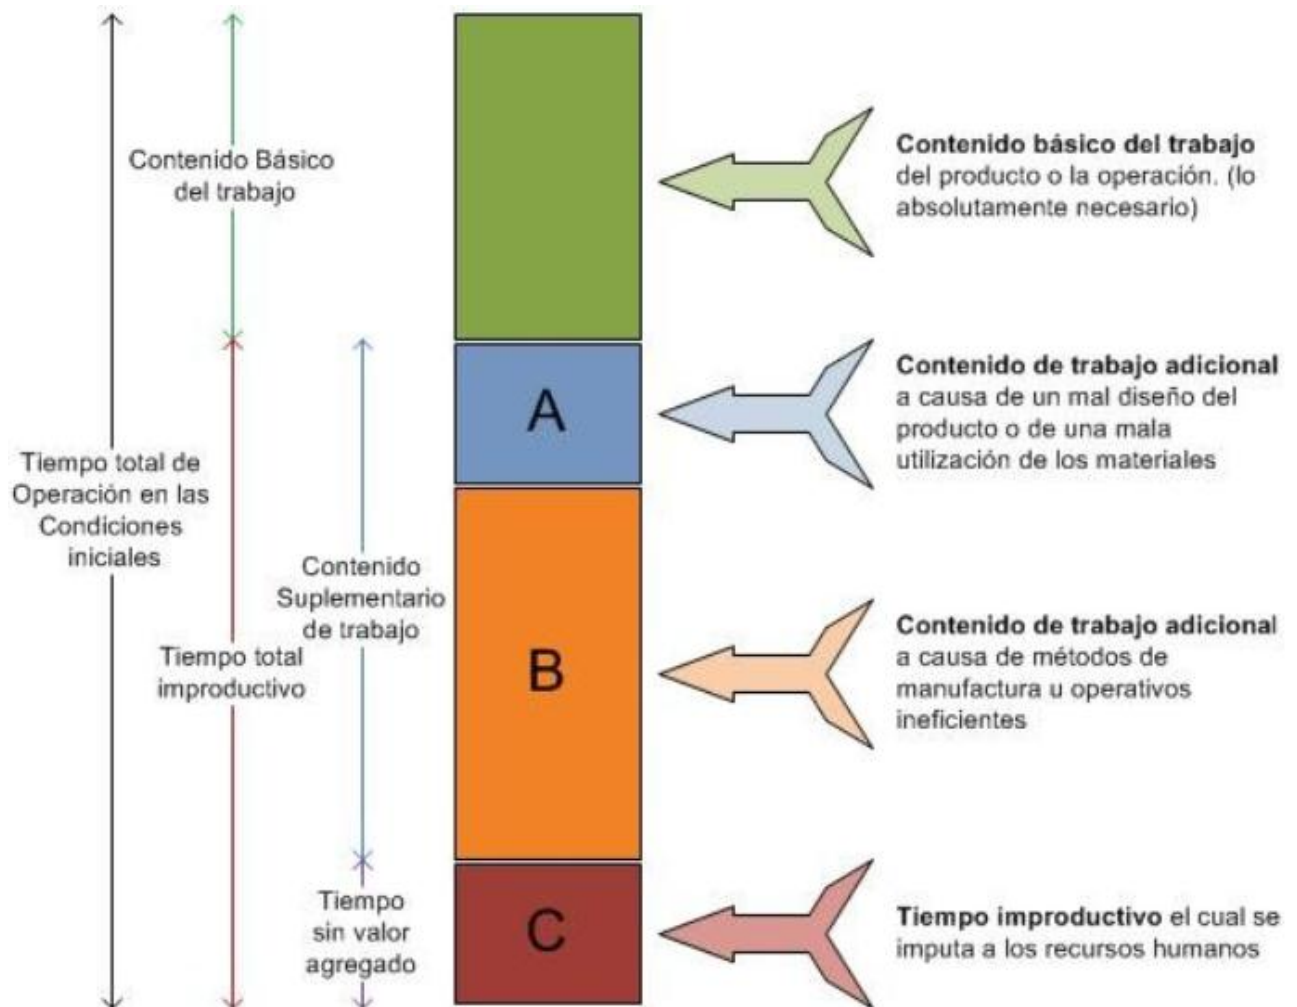 Contenido Básico
del trabajo
Contenido básico del trabajo
del producto o la operación. (lo
absolutamente necesario)
Tiempo total de
Operación en las
Condiciones
iniciales
A
Contenido de trabajo adicional
a causa de un mal diseño del
producto o de una mala
utilización de los materiales
Contenido
Suplementario
de trabajo
Tiempo total
improductivo
B
Contenido de trabajo adicional
a causa de métodos de
manufactura u operativos
ineficientes
Tiempo
sin valor
agregado
C
Tiempo improductivo el cual se
imputa a los recursos humanos